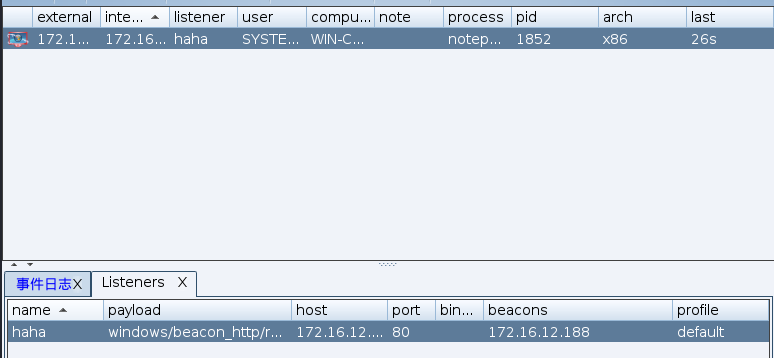 external inte... listener user compu... note process pid arch last
172.1... 172.16... haha SYSTE... WIN-C... notep... 1852 x86 26s
事件日志X Listeners X
name payload host port bin... beacons profile
haha windows/beacon_http/r... 172.16.12.... 80 172.16.12.188 default